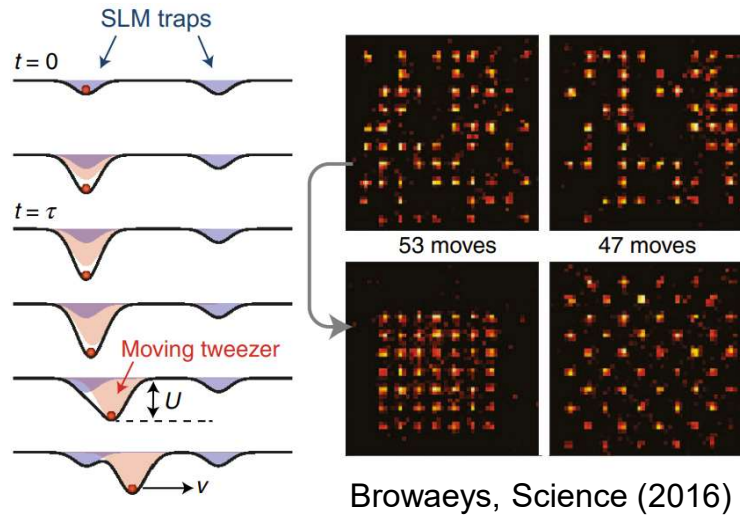 SLM traps
t = 0
t = τ
Moving tweezer
U
v
53 moves
47 moves
Browaeys, Science (2016)